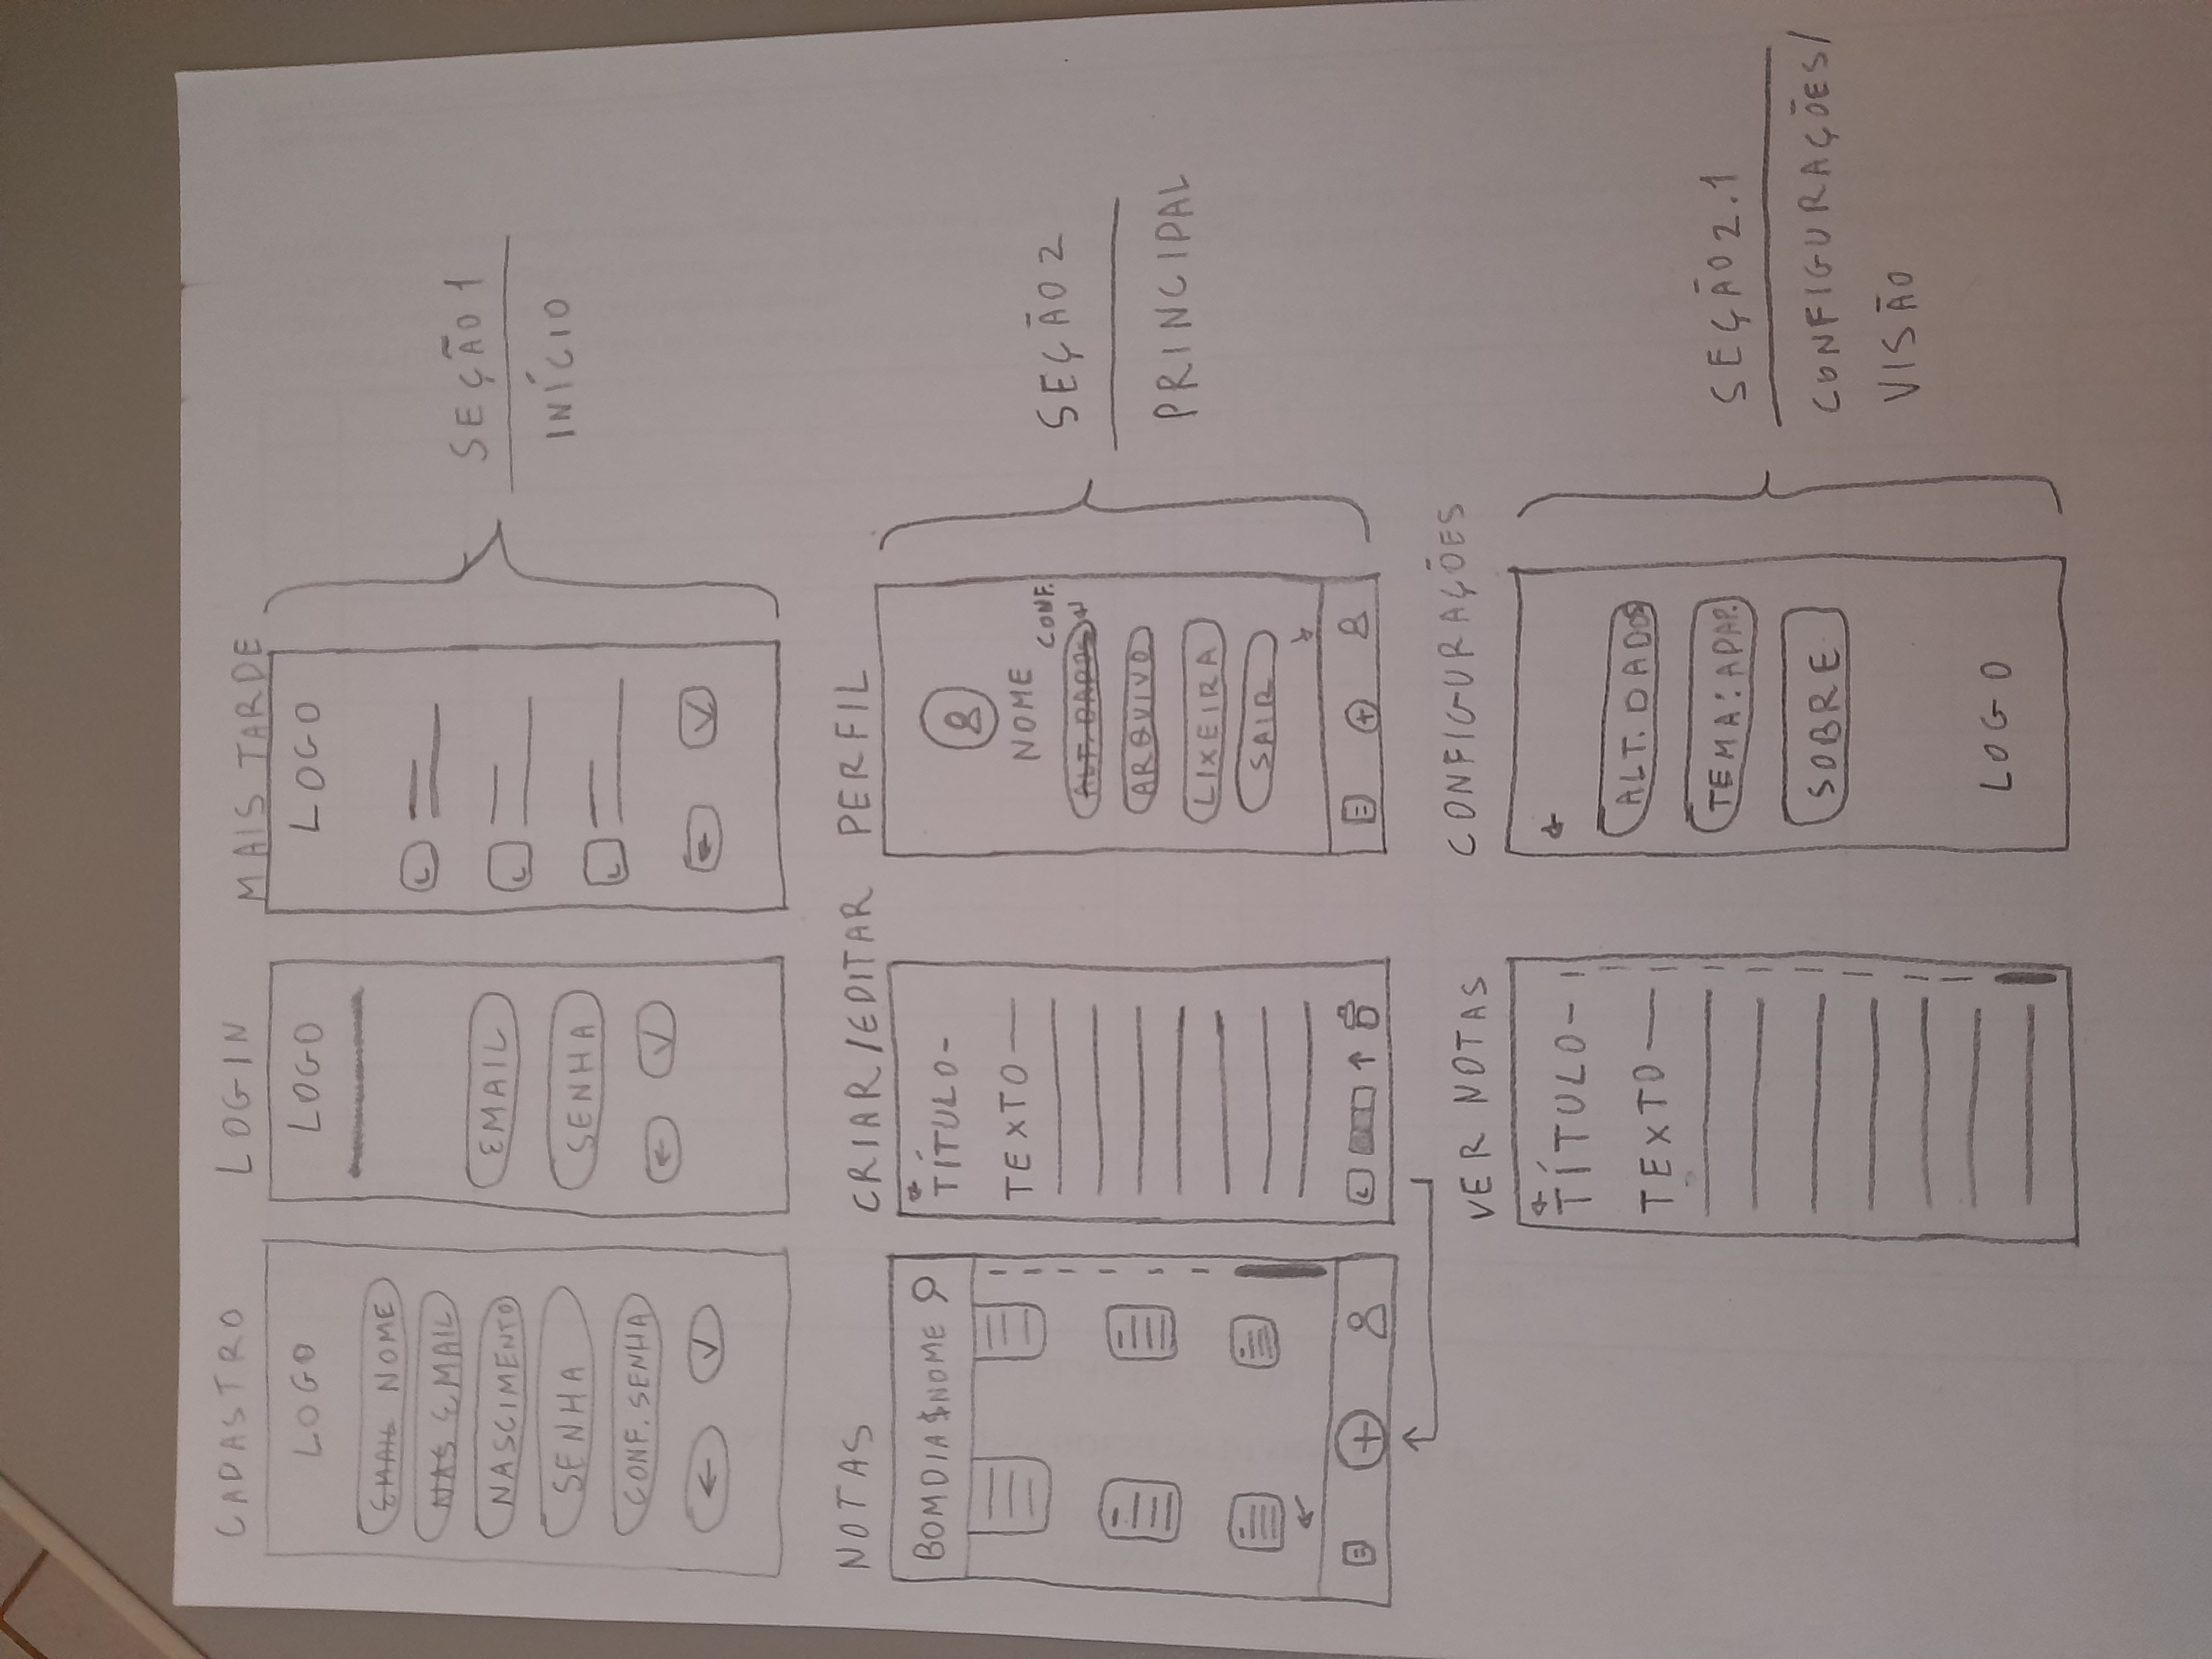 CADASTRO
LOGO
EMAIL NOME
NAS EMAIL
NASCIMENTO
SENHA
CONF. SENHA
LOGIN
LOGO
EMAIL
SENHA
MAIS TARDE
LOGO
SEÇÃO 1
INÍCIO
NOTAS
BOM DIA $NOME
CRIAR/EDITAR
TÍTULO-
TEXTO—
PERFIL
NOME
CONF.
ALT. DADOS
ARQUIVO
LIXEIRA
SAIR
SEÇÃO 2
PRINCIPAL
VER NOTAS
TÍTULO-
TEXTO—
CONFIGURAÇÕES
ALT. DADOS
TEMA: ADAP.
SOBRE
LOGO
SEÇÃO 2.1
CONFIGURAÇÕES/
VISÃO